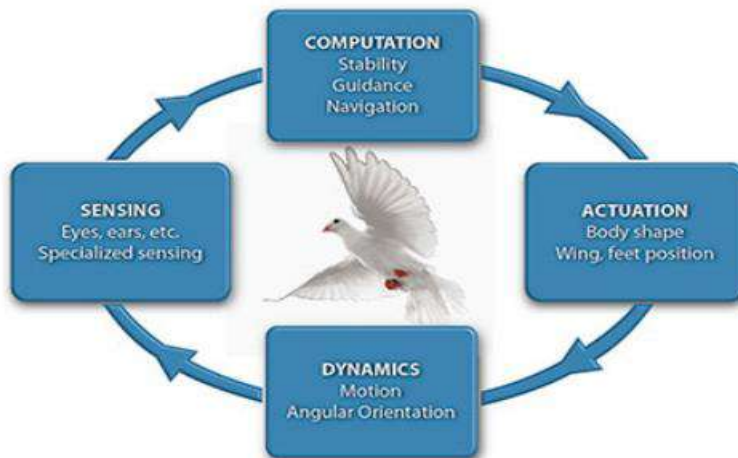 COMPUTATION
Stability
Guidance
Navigation
SENSING
Eyes, ears, etc.
Specialized sensing
ACTUATION
Body shape
Wing, feet position
DYNAMICS
Motion
Angular Orientation